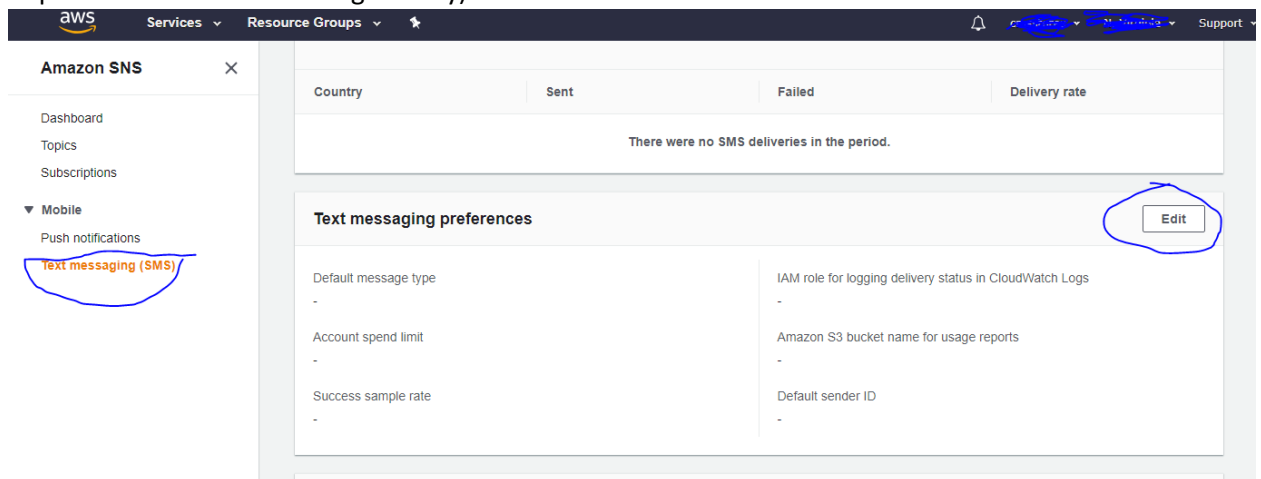 aws Services Resource Groups Support
Amazon SNS
Dashboard
Topics
Subscriptions
Mobile
Push notifications
Text messaging (SMS)
Country Sent Failed Delivery rate
There were no SMS deliveries in the period.
Text messaging preferences Edit
Default message type
-
Account spend limit
-
Success sample rate
-
IAM role for logging delivery status in CloudWatch Logs
-
Amazon S3 bucket name for usage reports
-
Default sender ID
-